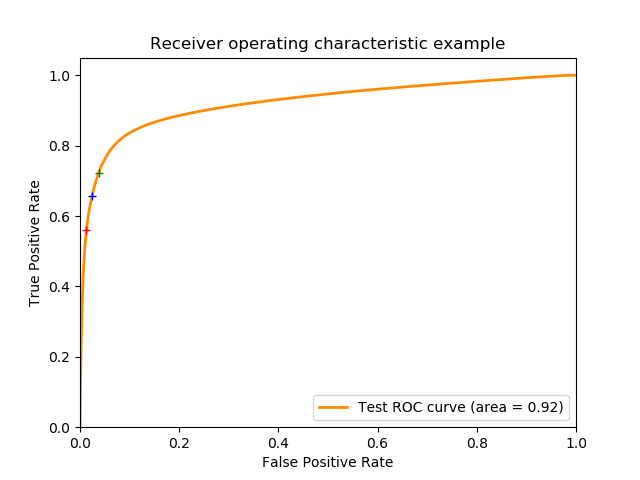 Receiver operating characteristic example
1.0
0.8
0.6
0.4
0.2
0.0
True Positive Rate
Test ROC curve (area = 0.92)
0.0 0.2 0.4 0.6 0.8 1.0
False Positive Rate